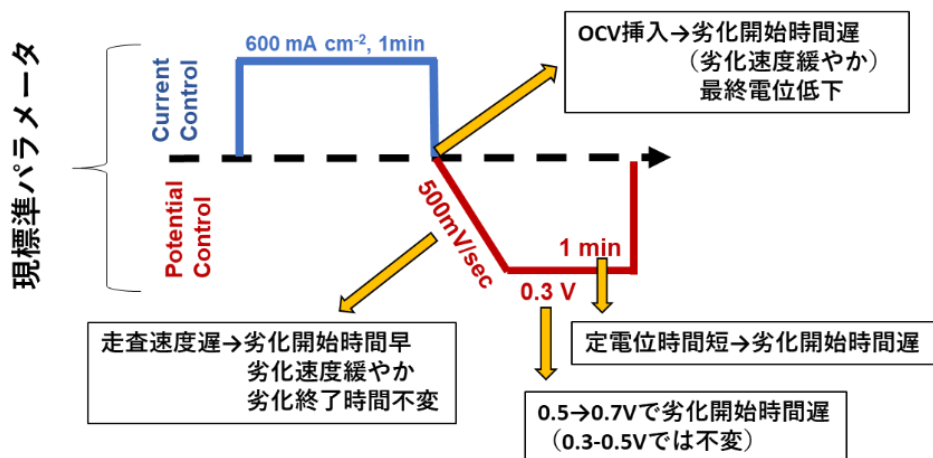 現標準パラメータ
Current
Control
Potential
Control
600 mA cm⁻², 1min
500mV/sec
0.3 V
1 min
OCV挿入→劣化開始時間遅
（劣化速度緩やか）
最終電位低下
走査速度遅→劣化開始時間早
劣化速度緩やか
劣化終了時間不変
定電位時間短→劣化開始時間遅
0.5→0.7Vで劣化開始時間遅
（0.3-0.5Vでは不変）